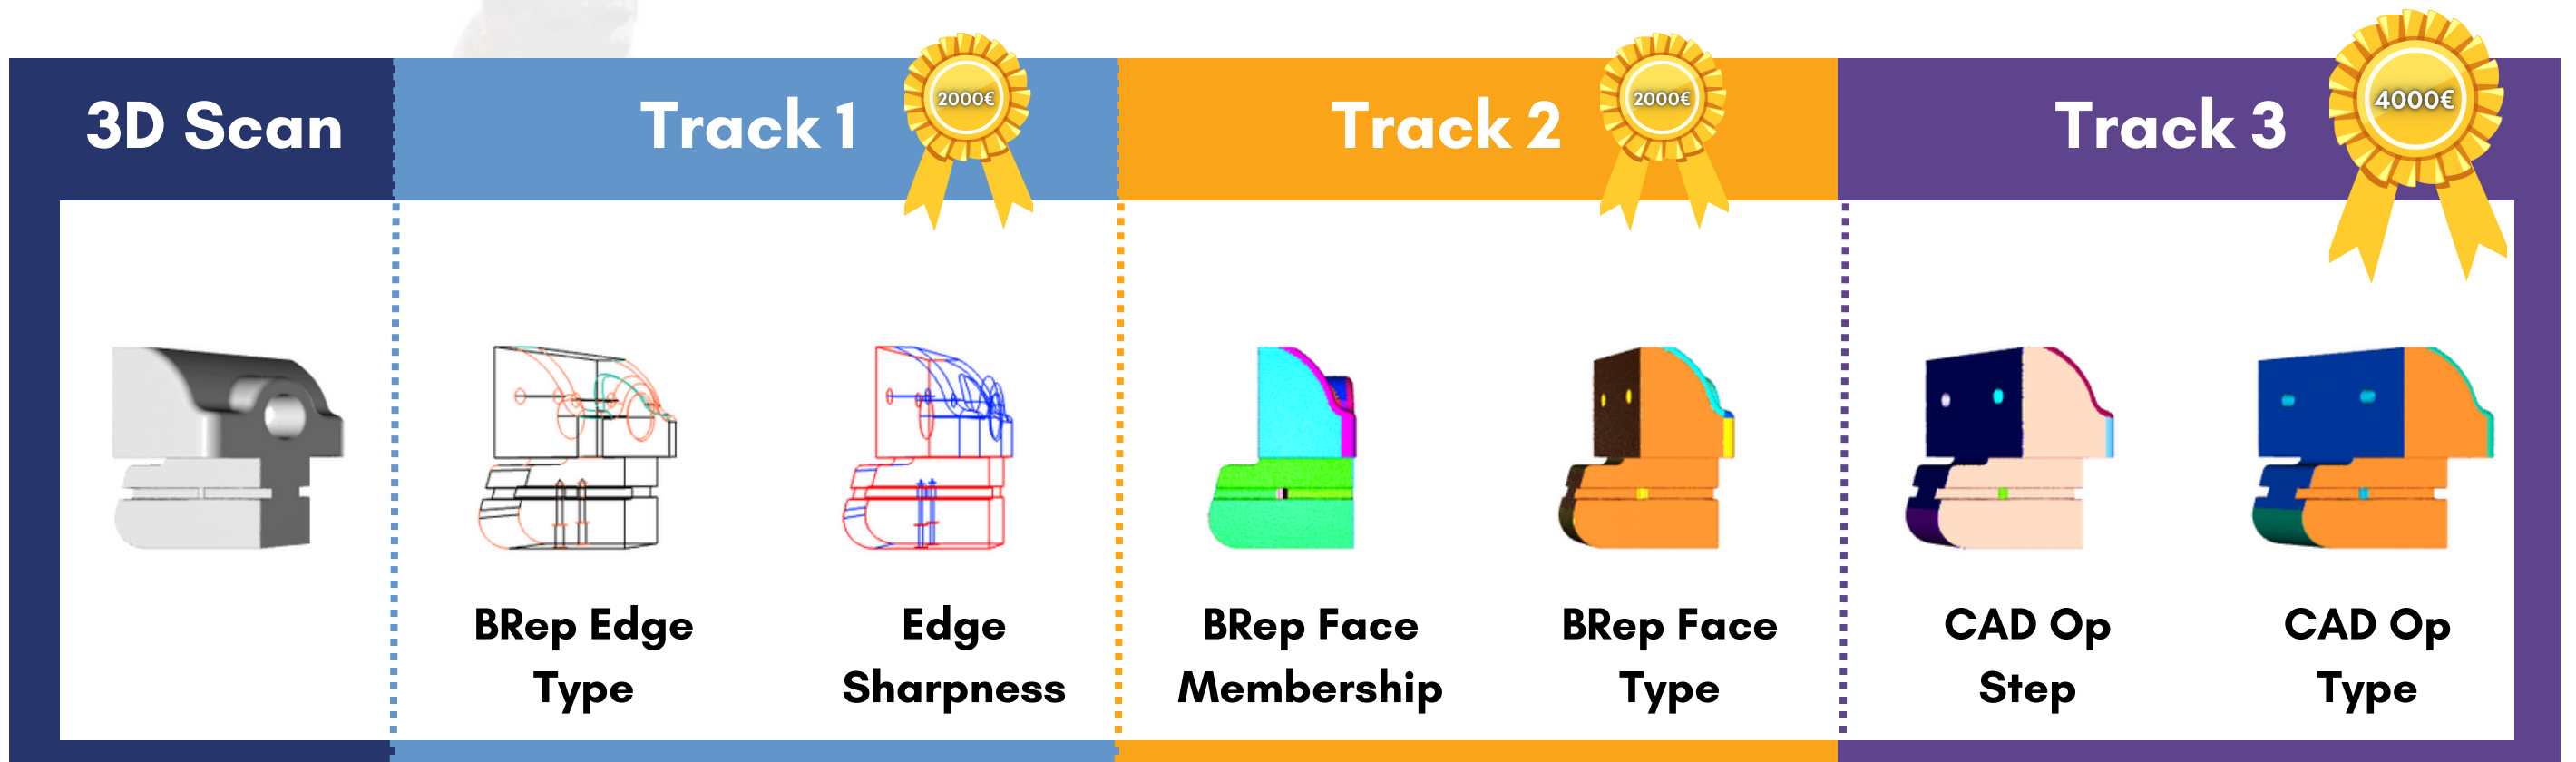 3D Scan
Track 1
2000€
Track 2
2000€
Track 3
4000€
BRep Edge
Type
Edge
Sharpness
BRep Face
Membership
BRep Face
Type
CAD Op
Step
CAD Op
Type